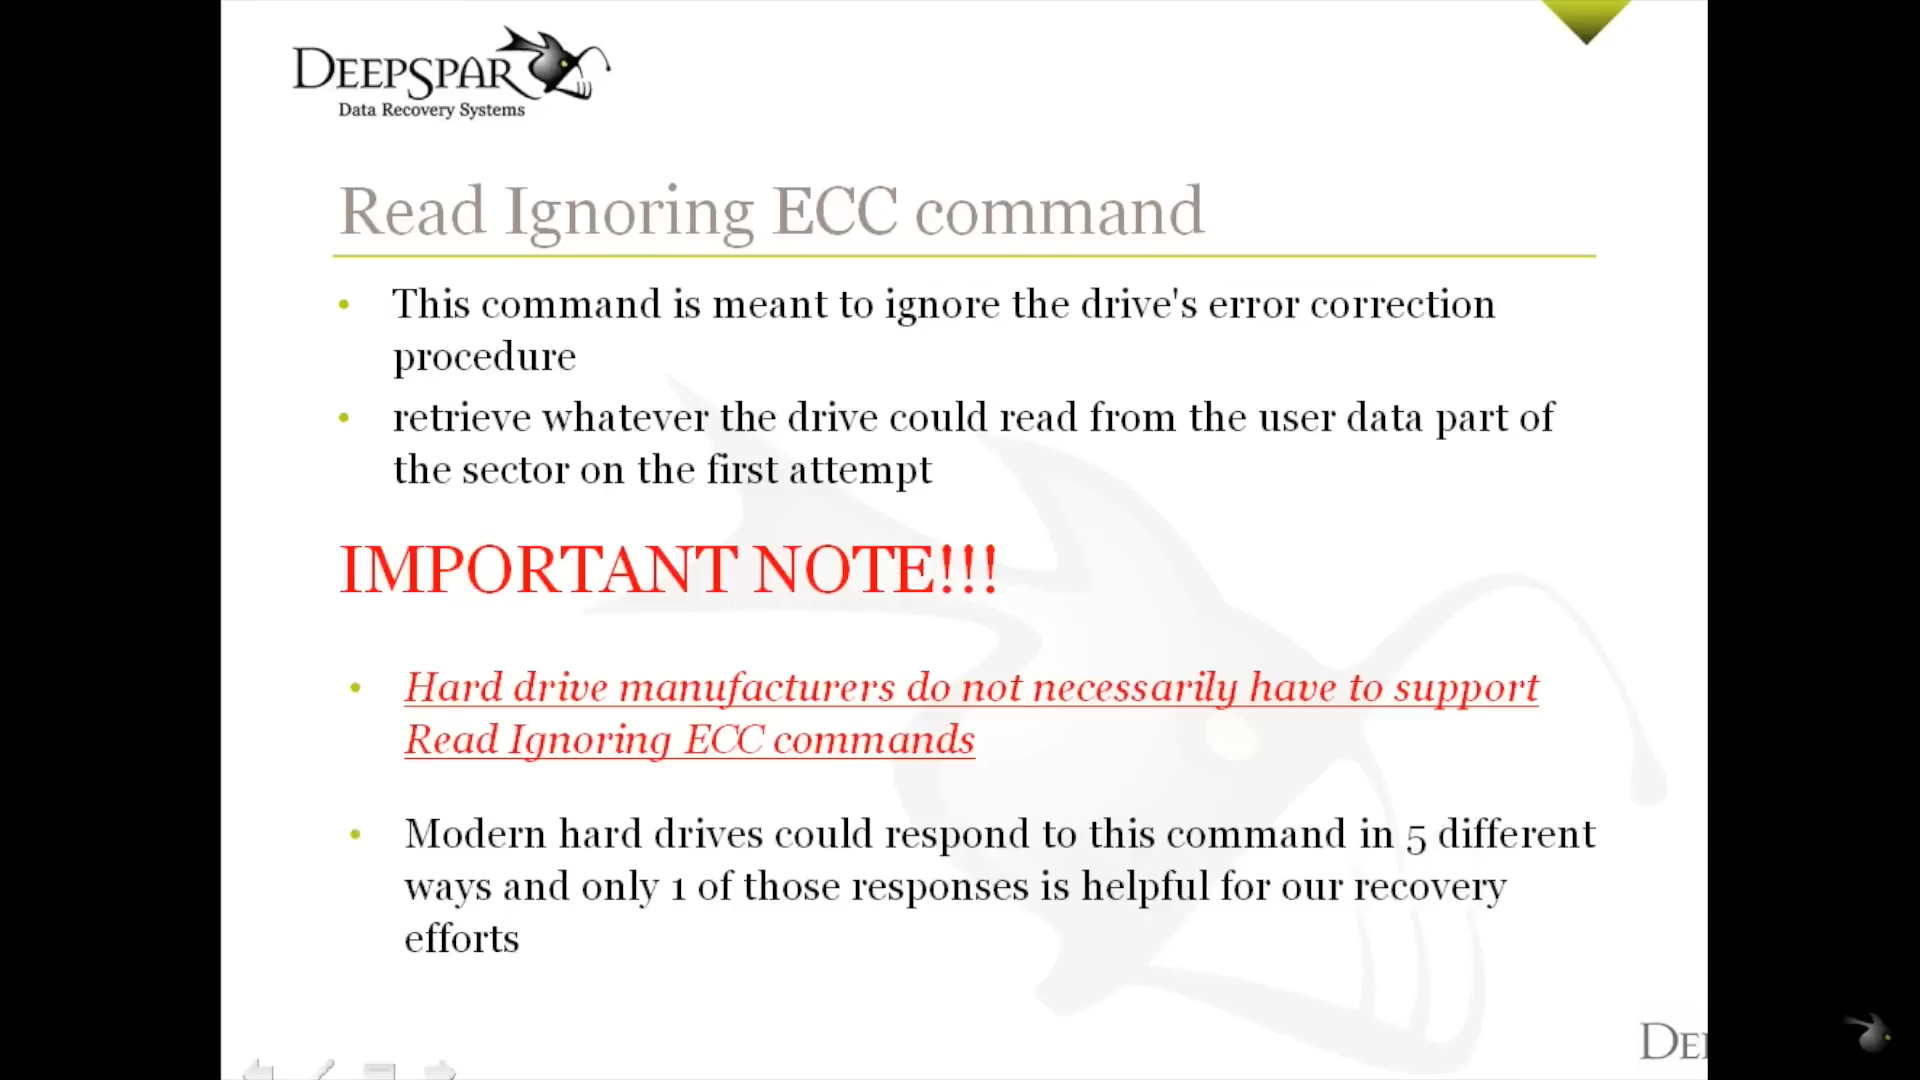 DEEPSPAR
Data Recovery Systems
Read Ignoring ECC command
• This command is meant to ignore the drive's error correction
procedure
• retrieve whatever the drive could read from the user data part of
the sector on the first attempt
IMPORTANT NOTE!!!
• Hard drive manufacturers do not necessarily have to support
Read Ignoring ECC commands
• Modern hard drives could respond to this command in 5 different
ways and only 1 of those responses is helpful for our recovery
efforts